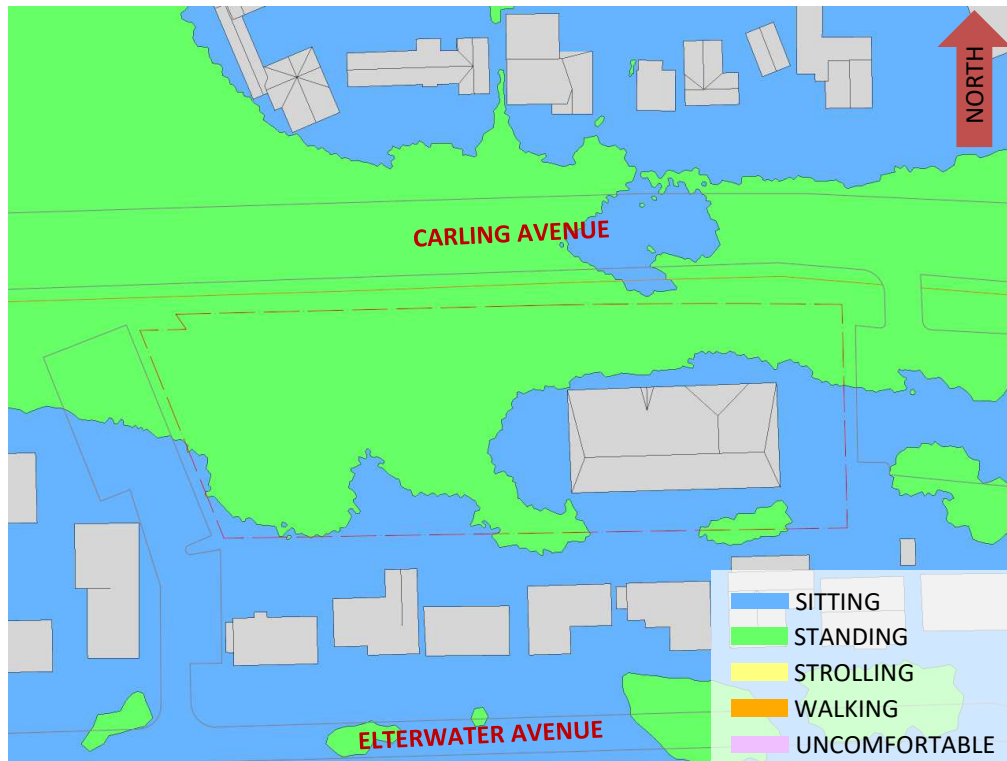 NORTH
CARLING AVENUE
SITTING
STANDING
STROLLING
WALKING
UNCOMFORTABLE
ELTERWATER AVENUE